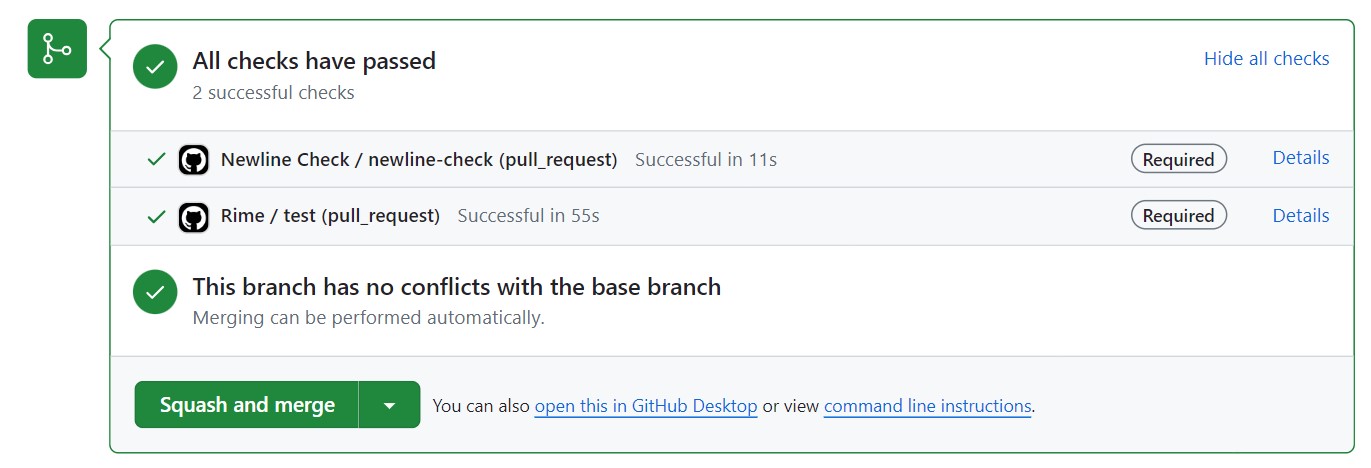 All checks have passed
Hide all checks
2 successful checks
Newline Check / newline-check (pull_request) Successful in 11s Required Details
Rime / test (pull_request) Successful in 55s Required Details
This branch has no conflicts with the base branch
Merging can be performed automatically.
Squash and merge You can also open this in GitHub Desktop or view command line instructions.